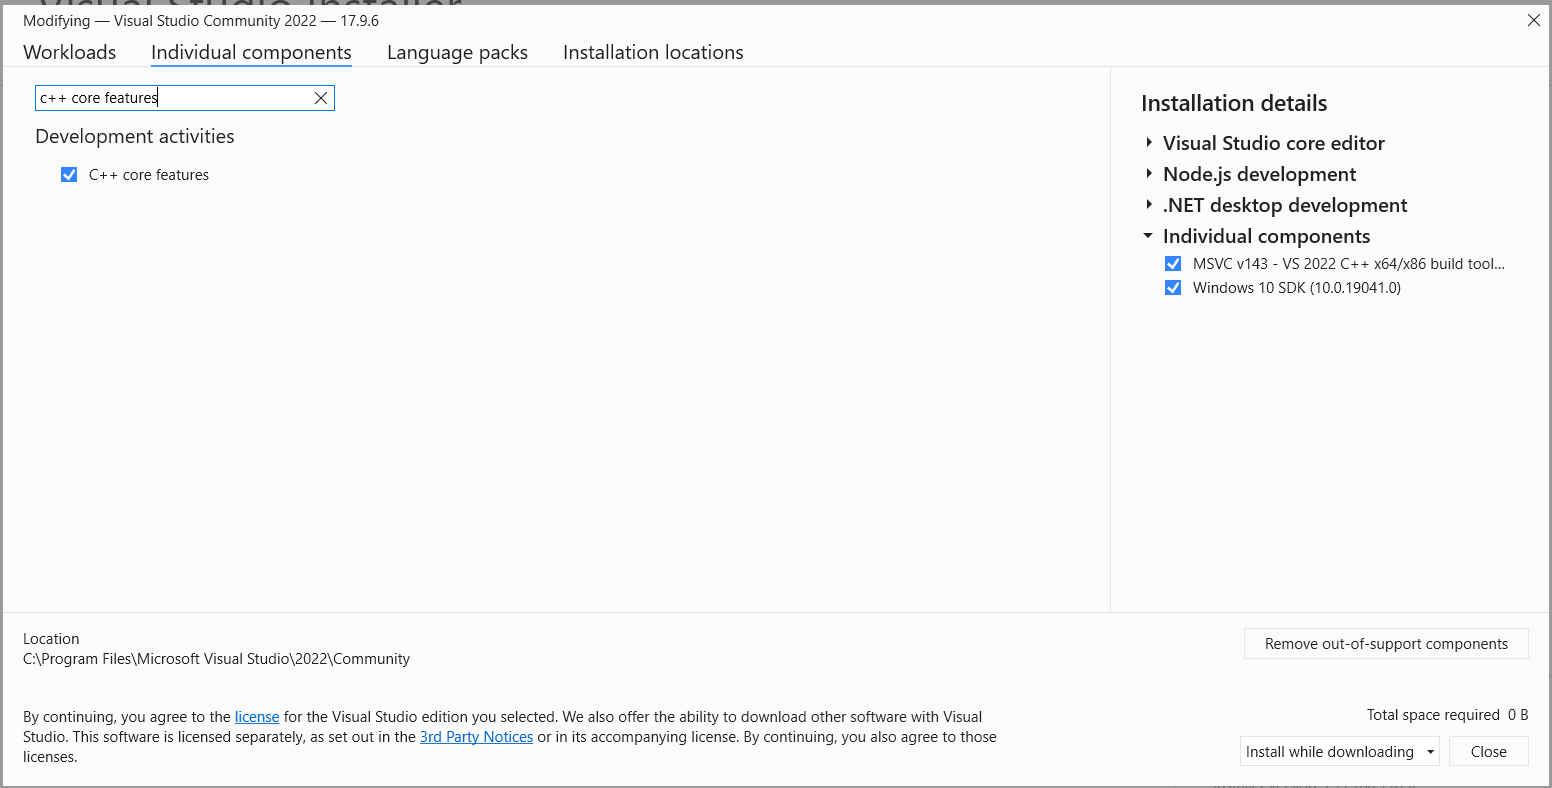 Visual Studio Installer
Modifying — Visual Studio Community 2022 — 17.9.6
Workloads
Individual components
Language packs
Installation locations
c++ core features
Development activities
C++ core features
Installation details
Visual Studio core editor
Node.js development
.NET desktop development
Individual components
MSVC v143 - VS 2022 C++ x64/x86 build tool...
Windows 10 SDK (10.0.19041.0)
Location
C:\Program Files\Microsoft Visual Studio\2022\Community
Remove out-of-support components
By continuing, you agree to the license for the Visual Studio edition you selected. We also offer the ability to download other software with Visual
Studio. This software is licensed separately, as set out in the 3rd Party Notices or in its accompanying license. By continuing, you also agree to those
licenses.
Total space required 0 B
Install while downloading
Close